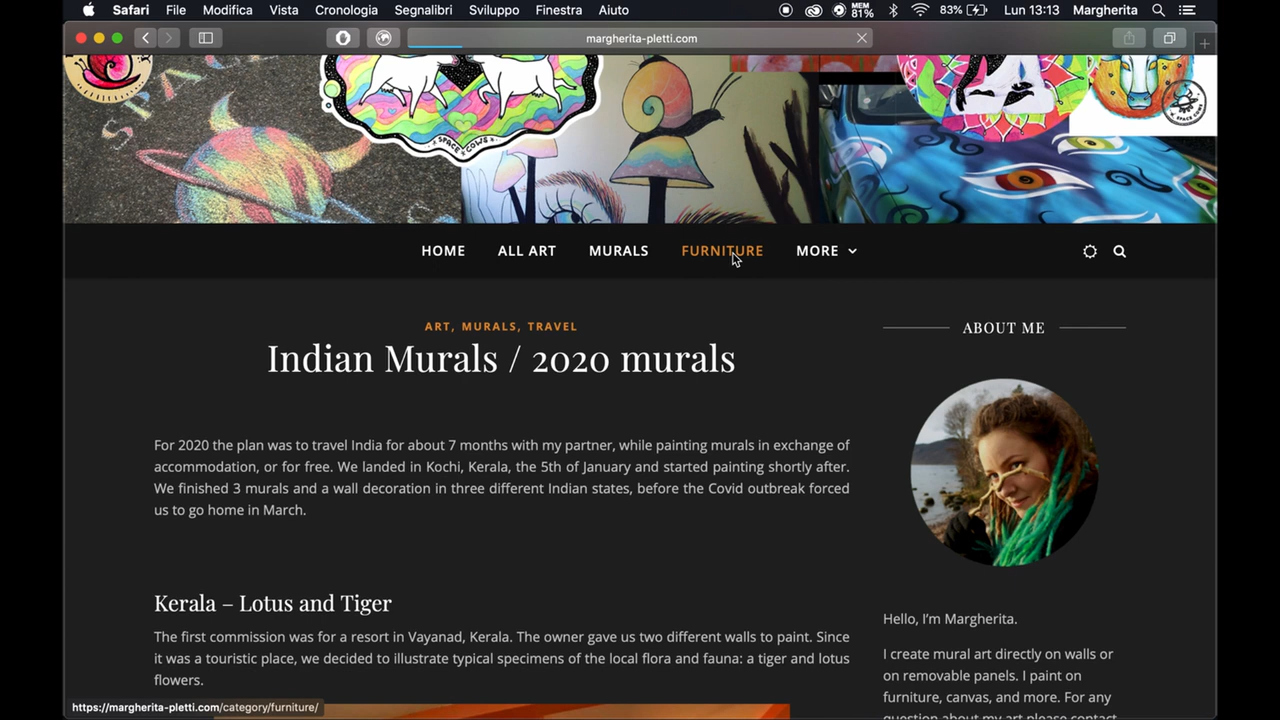 Safari File Modifica Vista Cronologia Segnalibri Sviluppo Finestra Aiuto MEM 81% 83% Lun 13:13 Margherita
margherita-pletti.com
SPACE COWS
SPACE COWS
HOME ALL ART MURALS FURNITURE MORE
ART, MURALS, TRAVEL
Indian Murals / 2020 murals
For 2020 the plan was to travel India for about 7 months with my partner, while painting murals in exchange of
accommodation, or for free. We landed in Kochi, Kerala, the 5th of January and started painting shortly after.
We finished 3 murals and a wall decoration in three different Indian states, before the Covid outbreak forced
us to go home in March.
Kerala – Lotus and Tiger
The first commission was for a resort in Vayanad, Kerala. The owner gave us two different walls to paint. Since
it was a touristic place, we decided to illustrate typical specimens of the local flora and fauna: a tiger and lotus
flowers.
ABOUT ME
Hello, I'm Margherita.
I create mural art directly on walls or
on removable panels. I paint on
furniture, canvas, and more. For any
question about my art please contact
https://margherita-pletti.com/category/furniture/